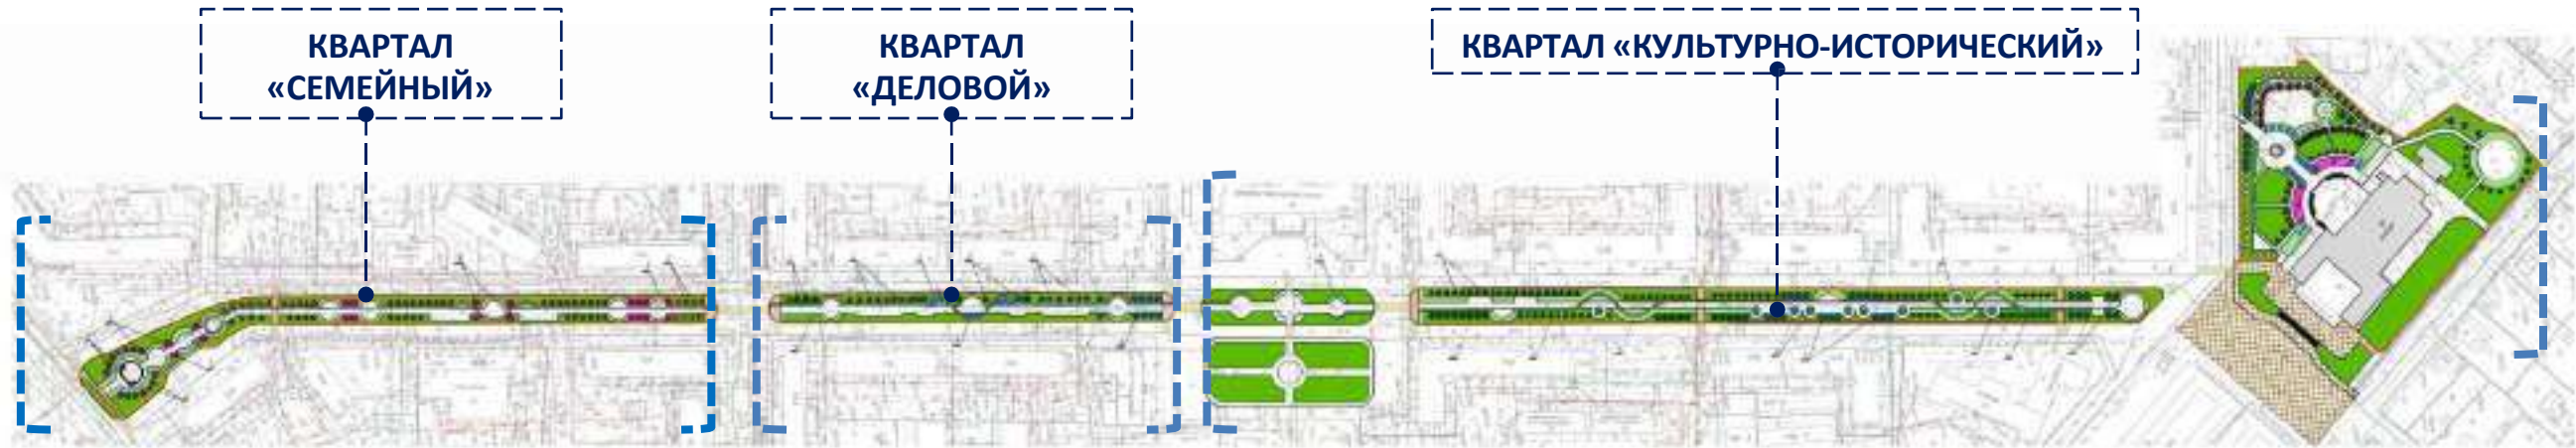 КВАРТАЛ
«СЕМЕЙНЫЙ»
КВАРТАЛ
«ДЕЛОВОЙ»
КВАРТАЛ «КУЛЬТУРНО-ИСТОРИЧЕСКИЙ»